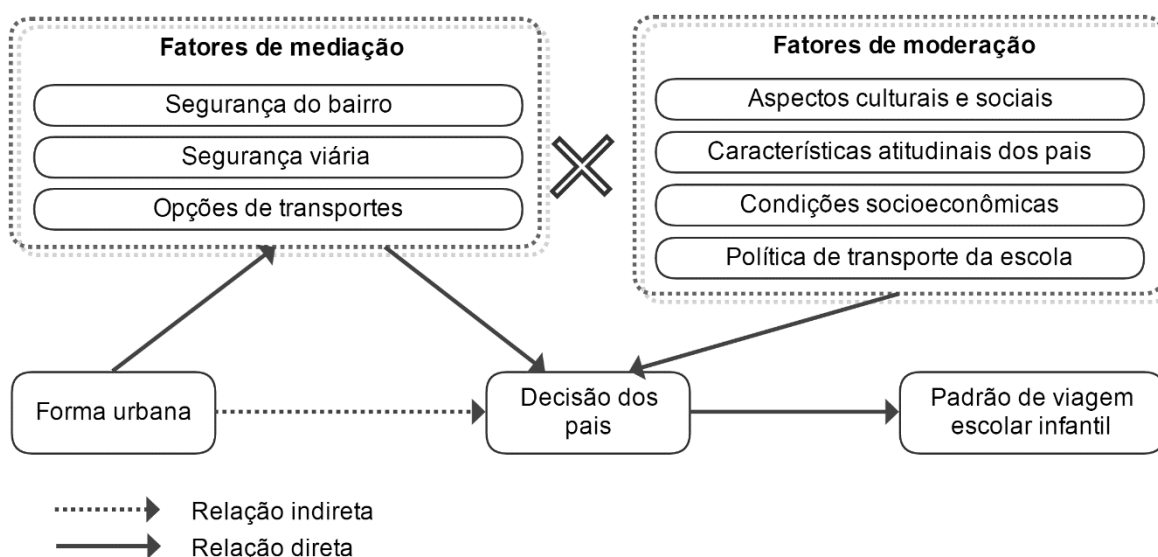 Fatores de mediação
Segurança do bairro
Segurança viária
Opções de transportes
Fatores de moderação
Aspectos culturais e sociais
Características atitudinais dos pais
Condições socioeconômicas
Política de transporte da escola
Forma urbana
Decisão dos
pais
Padrão de viagem
escolar infantil
Relação indireta
Relação direta